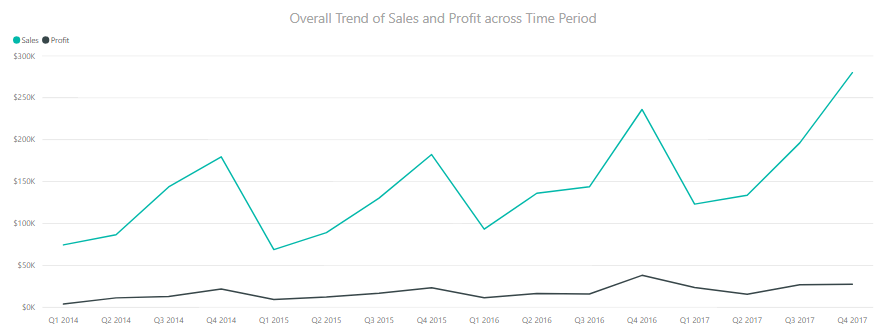 Overall Trend of Sales and Profit across Time Period
Sales Profit
$300K
$250K
$200K
$150K
$100K
$50K
$0K
Q1 2014 Q2 2014 Q3 2014 Q4 2014 Q1 2015 Q2 2015 Q3 2015 Q4 2015 Q1 2016 Q2 2016 Q3 2016 Q4 2016 Q1 2017 Q2 2017 Q3 2017 Q4 2017